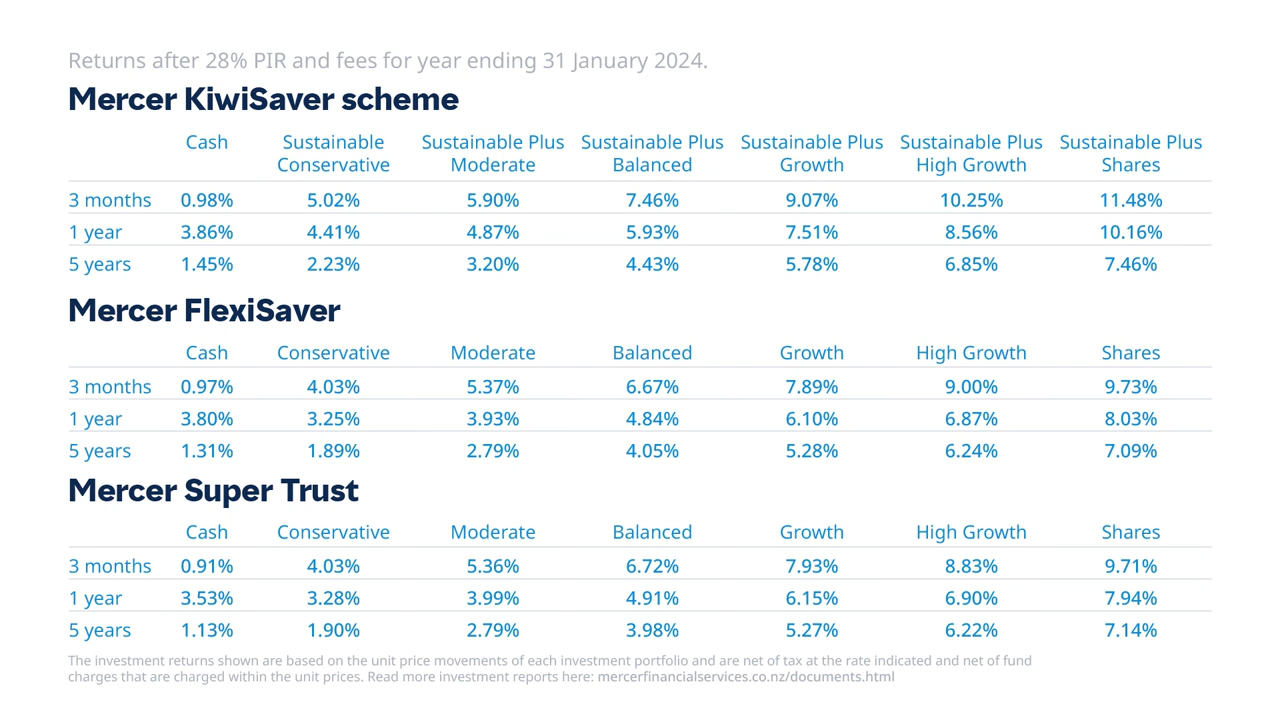 Returns after 28% PIR and fees for year ending 31 January 2024.
Mercer KiwiSaver scheme
Cash Sustainable Conservative Sustainable Plus Moderate Sustainable Plus Balanced Sustainable Plus Growth Sustainable Plus High Growth Sustainable Plus Shares
3 months 0.98% 5.02% 5.90% 7.46% 9.07% 10.25% 11.48%
1 year 3.86% 4.41% 4.87% 5.93% 7.51% 8.56% 10.16%
5 years 1.45% 2.23% 3.20% 4.43% 5.78% 6.85% 7.46%
Mercer FlexiSaver
Cash Conservative Moderate Balanced Growth High Growth Shares
3 months 0.97% 4.03% 5.37% 6.67% 7.89% 9.00% 9.73%
1 year 3.80% 3.25% 3.93% 4.84% 6.10% 6.87% 8.03%
5 years 1.31% 1.89% 2.79% 4.05% 5.28% 6.24% 7.09%
Mercer Super Trust
Cash Conservative Moderate Balanced Growth High Growth Shares
3 months 0.91% 4.03% 5.36% 6.72% 7.93% 8.83% 9.71%
1 year 3.53% 3.28% 3.99% 4.91% 6.15% 6.90% 7.94%
5 years 1.13% 1.90% 2.79% 3.98% 5.27% 6.22% 7.14%
The investment returns shown are based on the unit price movements of each investment portfolio and are net of tax at the rate indicated and net of fund
charges that are charged within the unit prices. Read more investment reports here: mercerfinancialservices.co.nz/documents.html